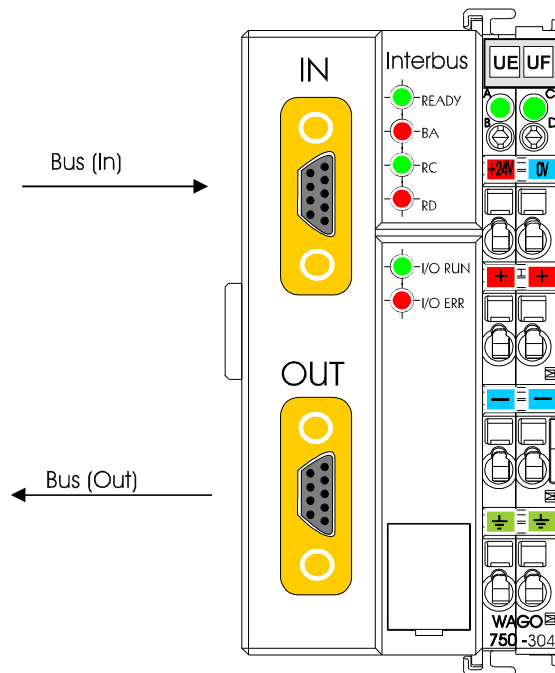 IN
Interbus
UE UF
READY
A C
BA
B D
Bus (In)
RC
+24V 0V
RD
I/O RUN
+ +
I/O ERR
OUT
— —
Bus (Out)
WAGO
750 -304